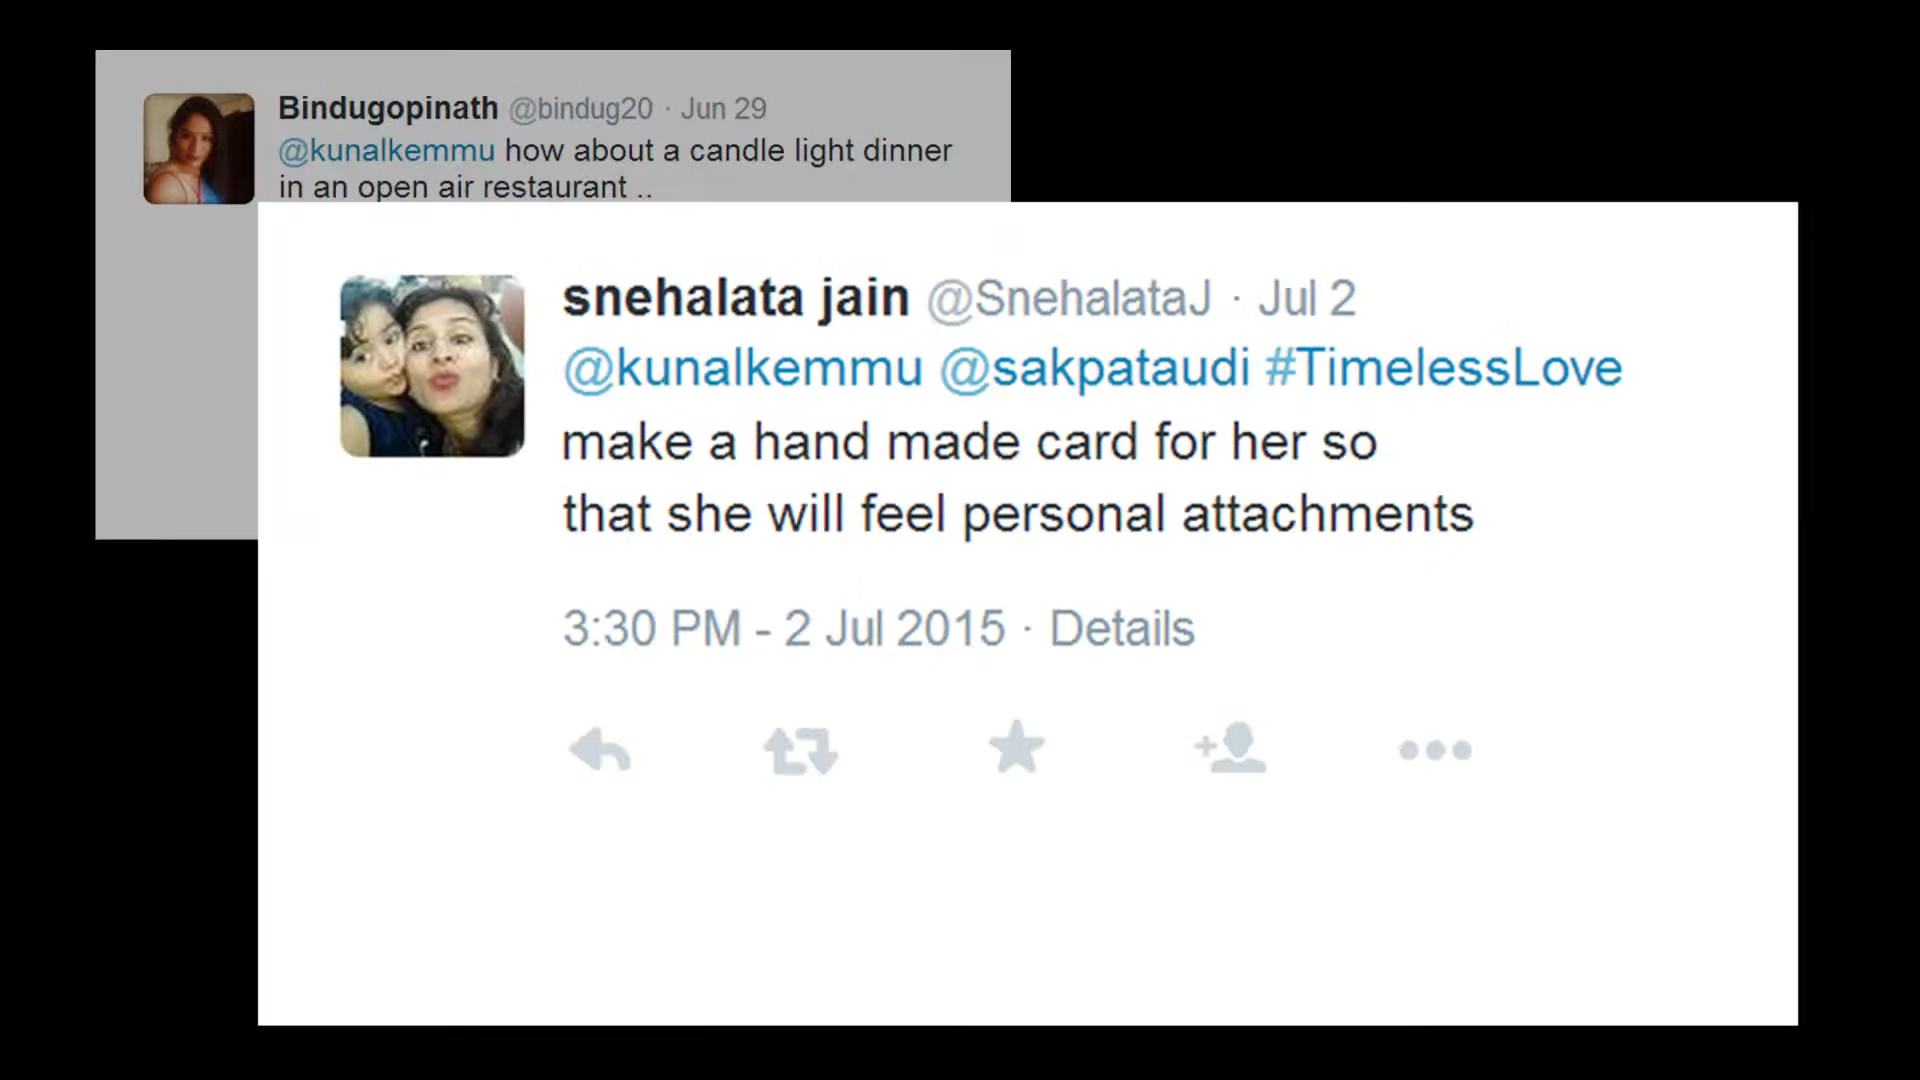 Bindugopinath @bindug20 · Jun 29
@kunalkemmu how about a candle light dinner
in an open air restaurant ..
snehalata jain @SnehalataJ · Jul 2
@kunalkemmu @sakpataudi #TimelessLove
make a hand made card for her so
that she will feel personal attachments
3:30 PM - 2 Jul 2015 · Details